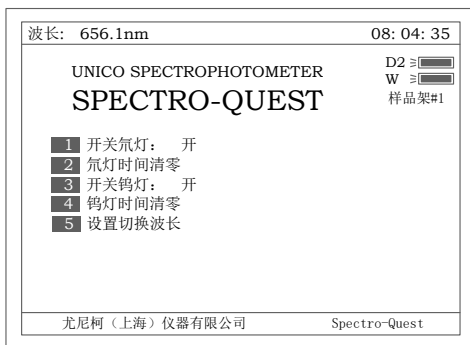 波长: 656.1nm 08: 04: 35
D2
UNICO SPECTROPHOTOMETER
W
SPECTRO-QUEST
样品架#1
1 开关氘灯: 开
2 氘灯时间清零
3 开关钨灯: 开
4 钨灯时间清零
5 设置切换波长
尤尼柯（上海）仪器有限公司 Spectro-Quest